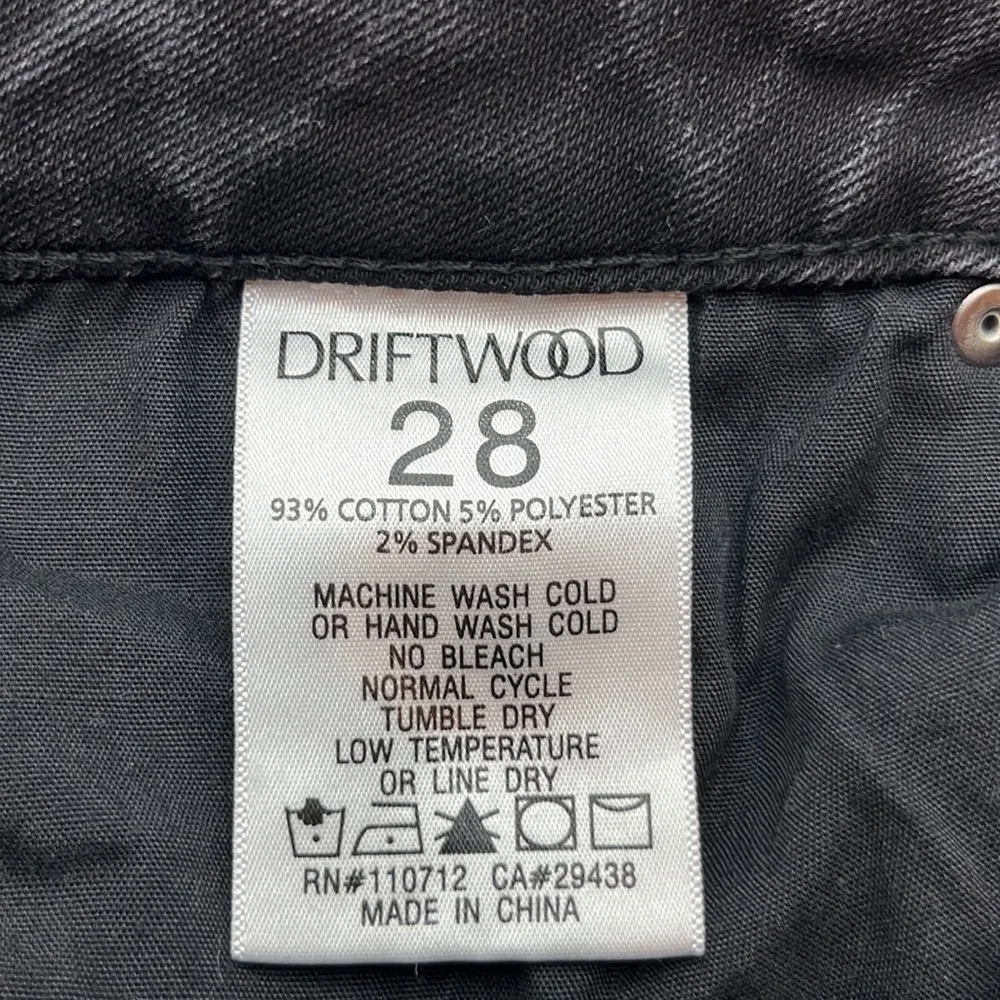 DRIFTWOOD
28
93% COTTON 5% POLYESTER
2% SPANDEX
MACHINE WASH COLD
OR HAND WASH COLD
NO BLEACH
NORMAL CYCLE
TUMBLE DRY
LOW TEMPERATURE
OR LINE DRY
RN#110712 CA#29438
MADE IN CHINA